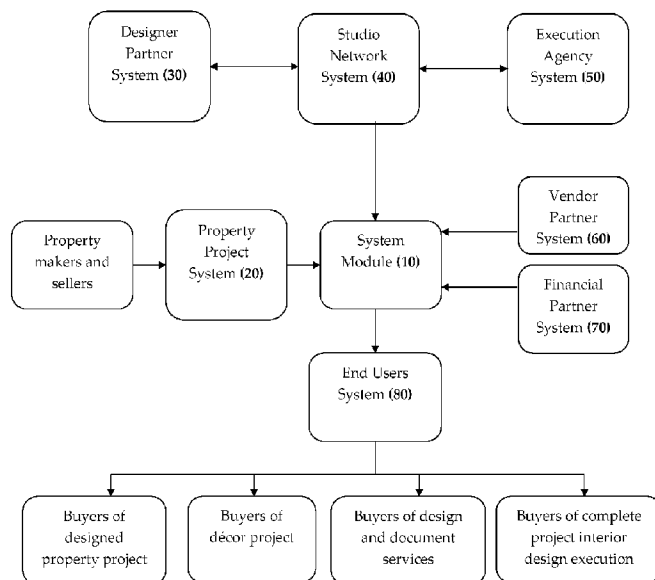 Designer
Partner
System (30)
Studio
Network
System (40)
Execution
Agency
System (50)
Property
makers and
sellers
Property
Project
System (20)
System
Module (10)
Vendor
Partner
System (60)
Financial
Partner
System (70)
End Users
System (80)
Buyers of
designed
property project
Buyers of
décor project
Buyers of design
and document
services
Buyers of complete
project interior
design execution